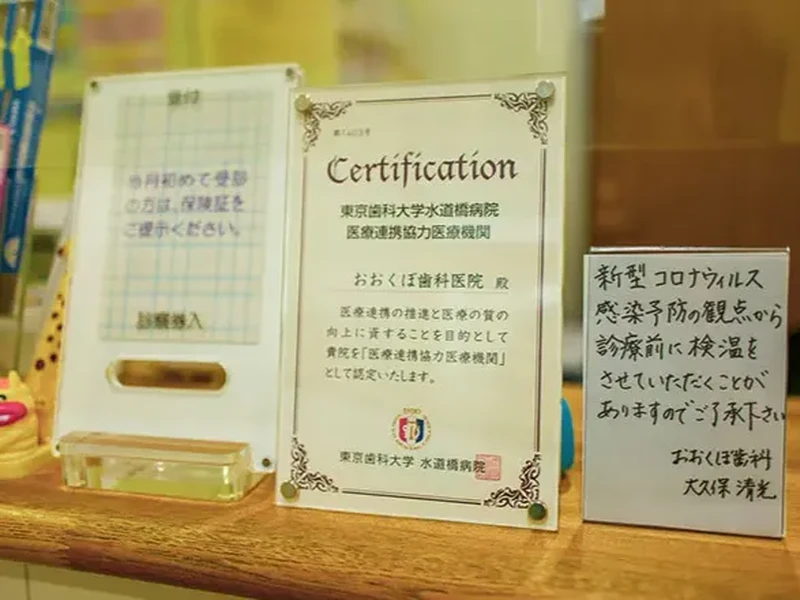 受付
当月初めて受診
の方は、保険証を
ご提示ください。
診察券入
Certification
東京歯科大学水道橋病院
医療連携協力医療機関
おおくぼ歯科医院 殿
医療連携の推進と医療の質の
向上に資することを目的として
貴院を「医療連携協力医療機関」
として認定いたします。
東京歯科大学 水道橋病院
新型コロナウィルス
感染予防の観点から
診療前に検温を
させていただくことが
ありますのでご了承下さい
おおくぼ歯科
大久保 清光